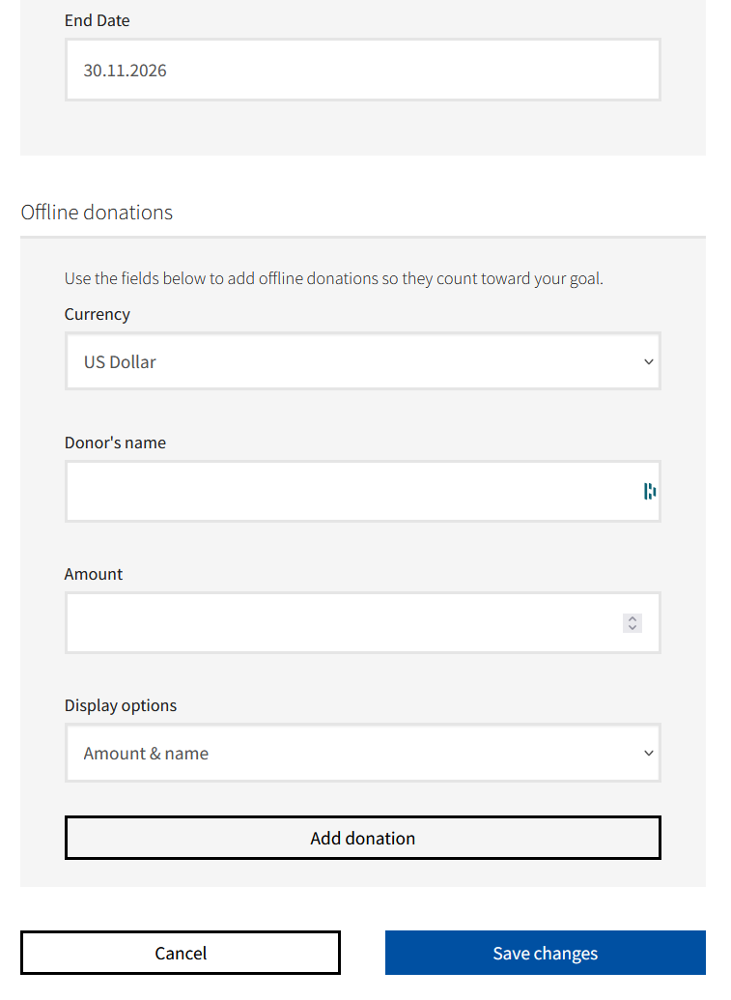 End Date
30.11.2026
Offline donations
Use the fields below to add offline donations so they count toward your goal.
Currency
US Dollar
Donor's name
Amount
Display options
Amount & name
Add donation
Cancel
Save changes